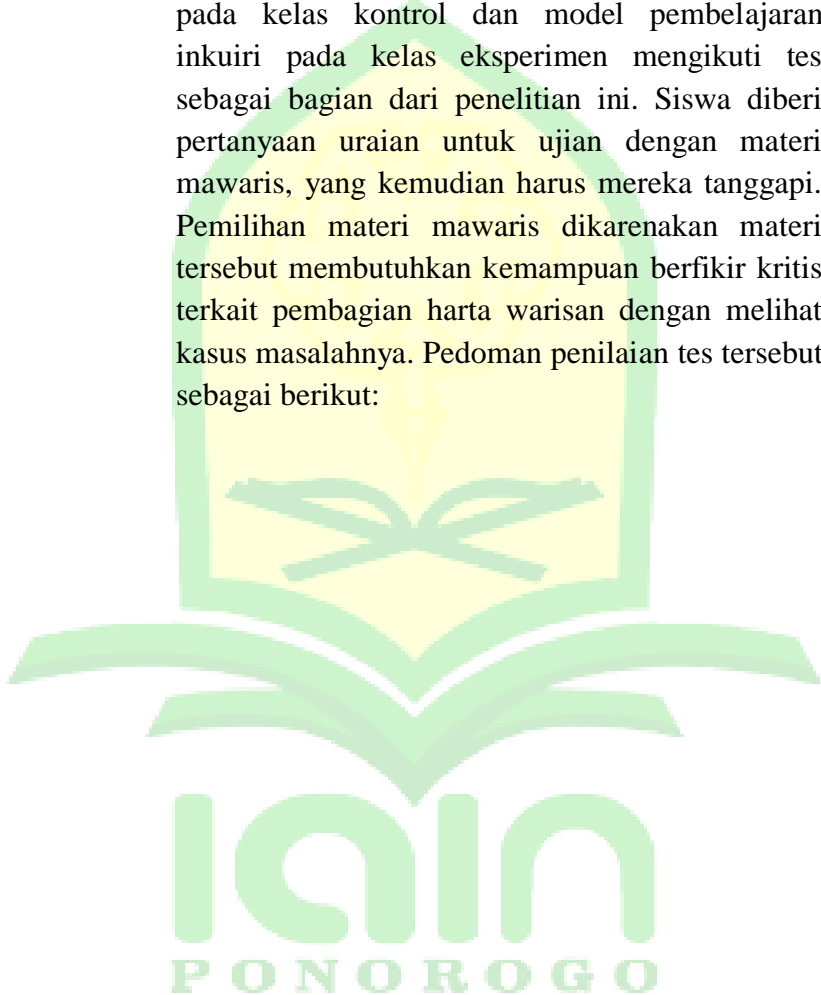 pada kelas kontrol dan model pembelajaran
inkuiri pada kelas eksperimen mengikuti tes
sebagai bagian dari penelitian ini. Siswa diberi
pertanyaan uraian untuk ujian dengan materi
mawaris, yang kemudian harus mereka tanggapi.
Pemilihan materi mawaris dikarenakan materi
tersebut membutuhkan kemampuan berfikir kritis
terkait pembagian harta warisan dengan melihat
kasus masalahnya. Pedoman penilaian tes tersebut
sebagai berikut:
iain
PONOROGO